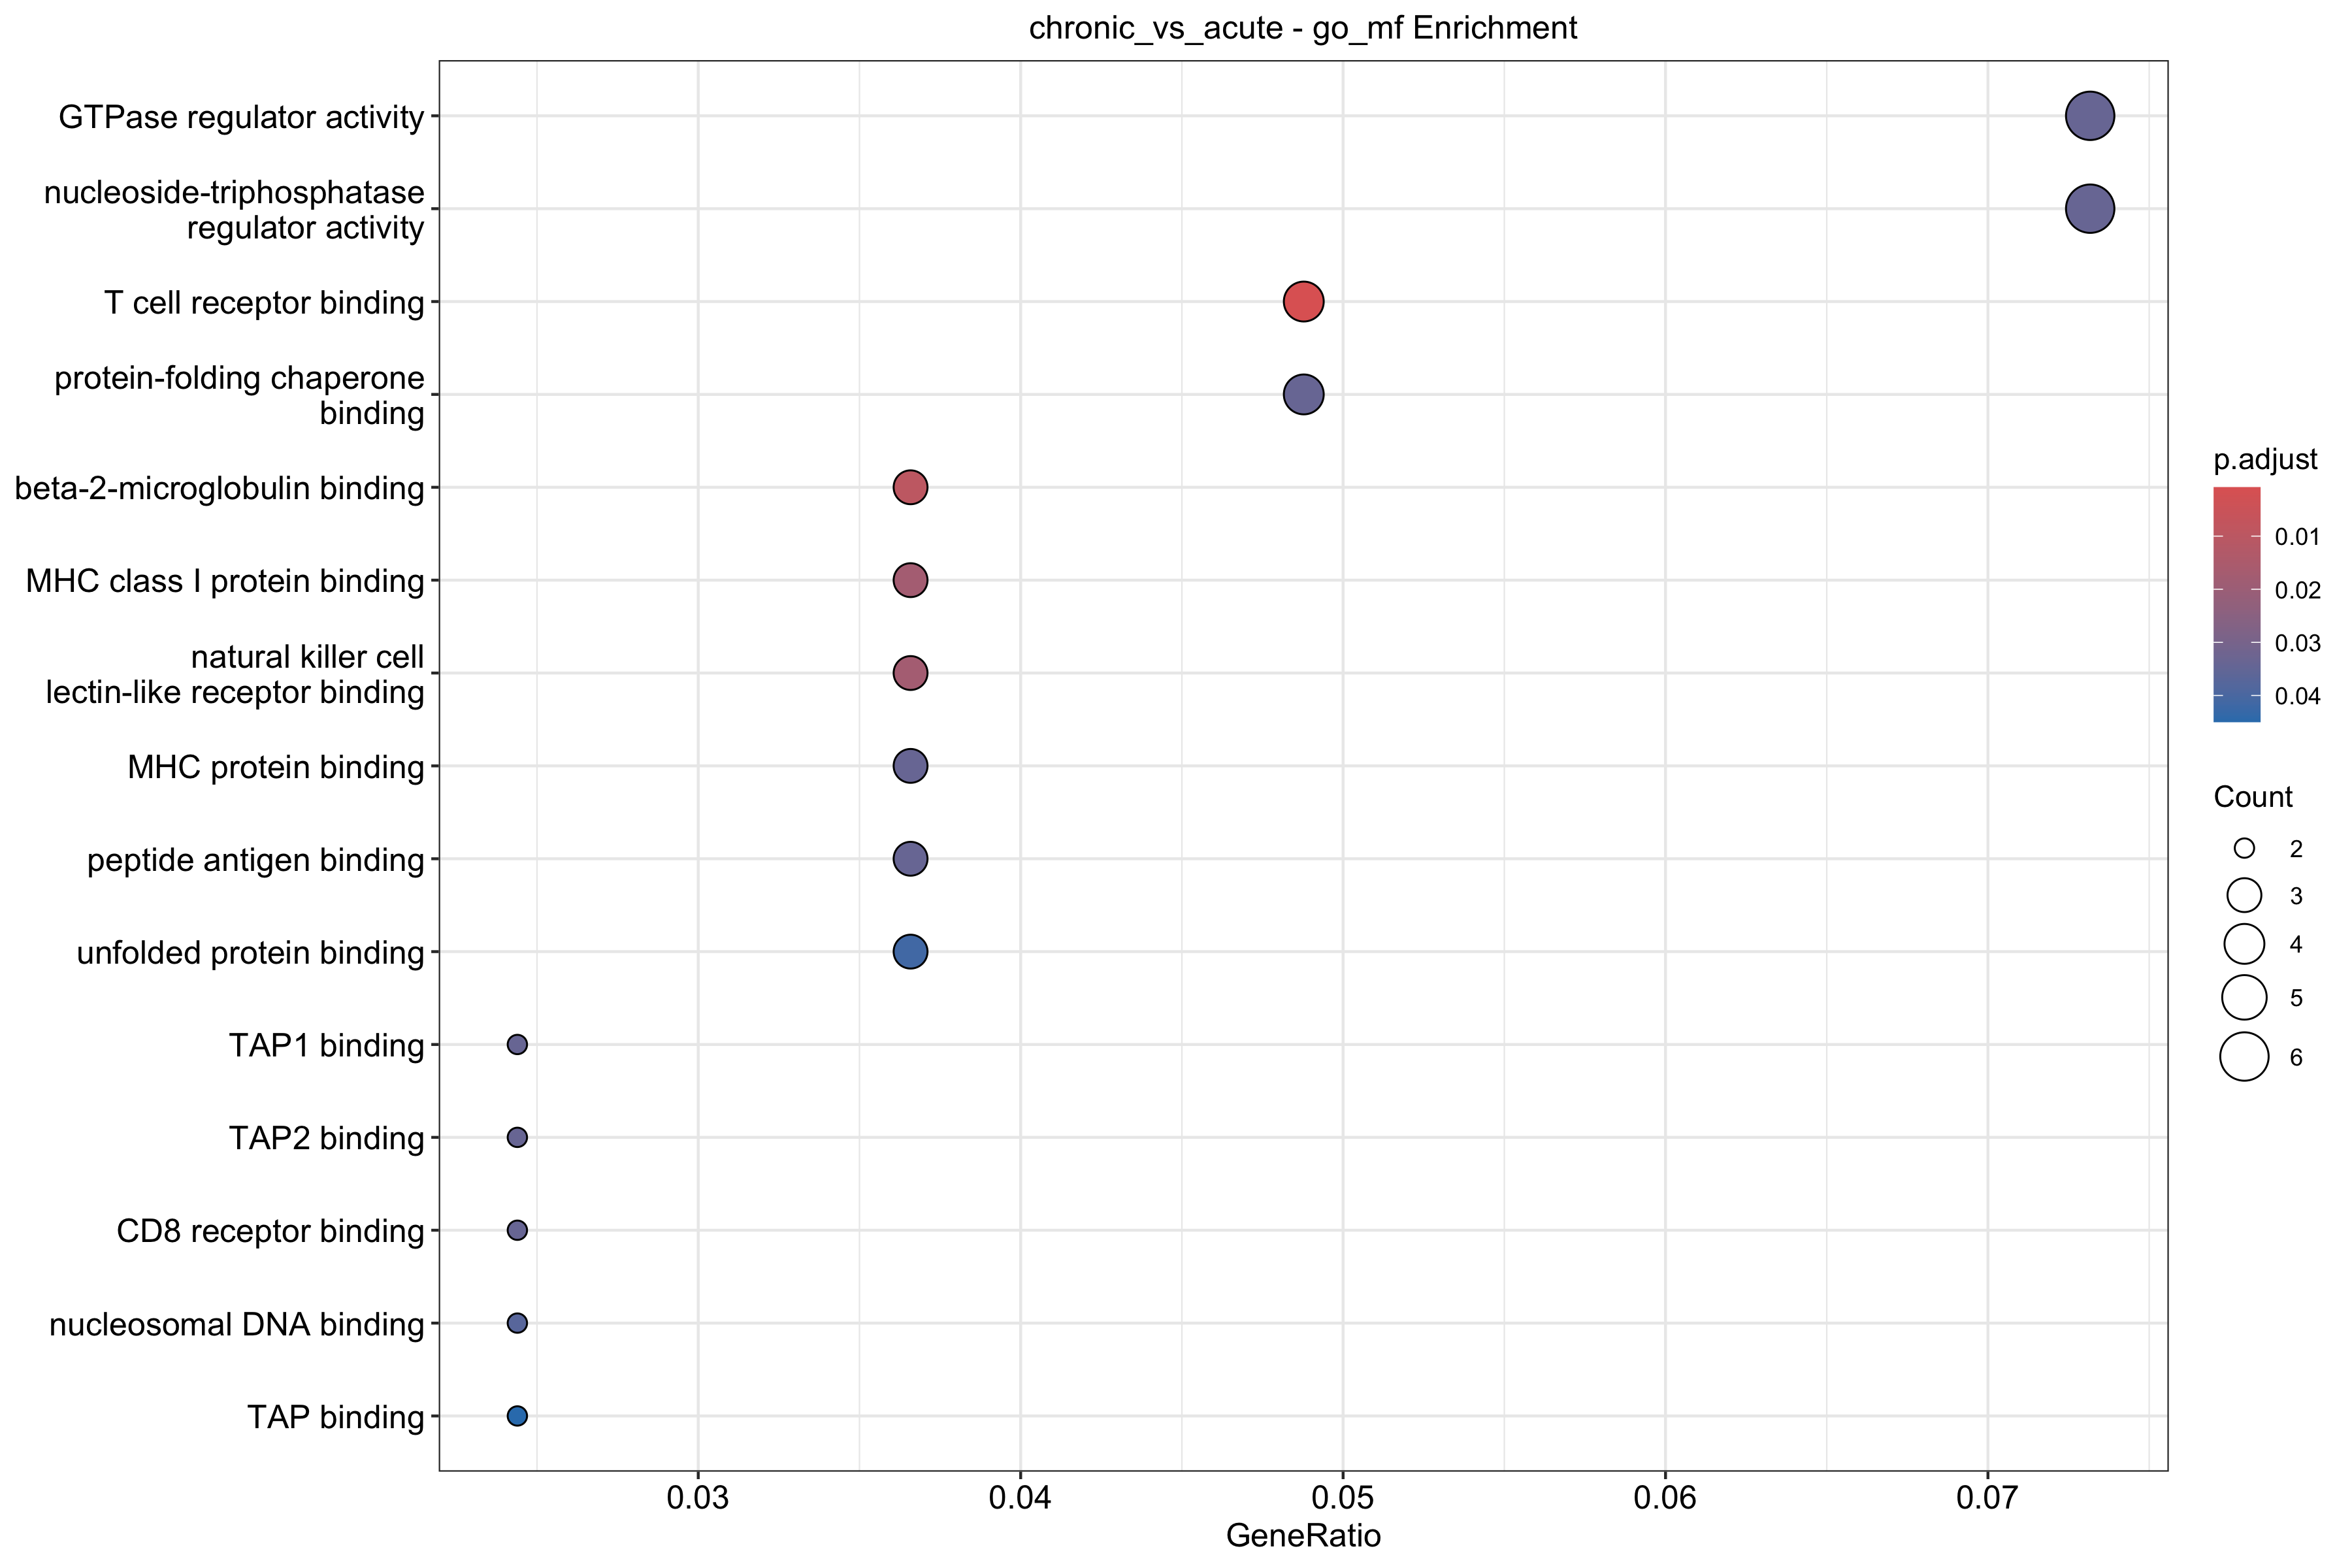 chronic_vs_acute - go_mf Enrichment
GTPase regulator activity
nucleoside-triphosphatase
regulator activity
T cell receptor binding
protein-folding chaperone
binding
beta-2-microglobulin binding
MHC class I protein binding
natural killer cell
lectin-like receptor binding
MHC protein binding
peptide antigen binding
unfolded protein binding
TAP1 binding
TAP2 binding
CD8 receptor binding
nucleosomal DNA binding
TAP binding
0.03
0.04
0.05
0.06
0.07
GeneRatio
p.adjust
0.01
0.02
0.03
0.04
Count
2
3
4
5
6